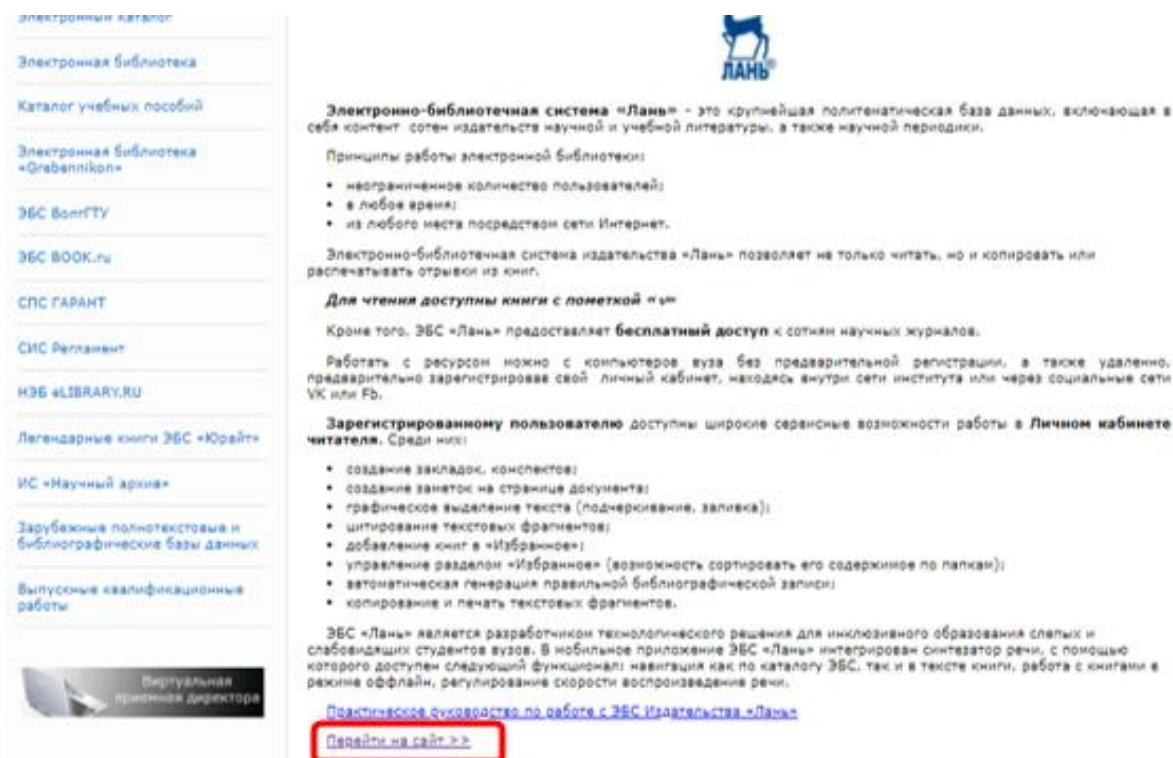 Электронный каталог
Электронная библиотека
Каталог учебных пособий
Электронная библиотека
«Grebennikon»
ЭБС ВолгГТУ
ЭБС BOOK.ru
СПС ГАРАНТ
СИС Регламент
НЭБ eLIBRARY.RU
Легендарные книги ЭБС «Юрайт»
ИС «Научный архив»
Зарубежные полнотекстовые и
библиографические базы данных
Выпускные квалификационные
работы
Виртуальная
приемная директора
ЛАНЬ®
Электронно-библиотечная система «Лань» - это крупнейшая политематическая база данных, включающая в
себя контент сотен издательств научной и учебной литературы, а также научной периодики.
Принципы работы электронной библиотеки:
• неограниченное количество пользователей;
• в любое время;
• из любого места посредством сети Интернет.
Электронно-библиотечная система издательства «Лань» позволяет не только читать, но и копировать или
распечатывать отрывки из книг.
Для чтения доступны книги с пометкой «v»
Кроме того, ЭБС «Лань» предоставляет бесплатный доступ к сотням научных журналов.
Работать с ресурсом можно с компьютеров вуза без предварительной регистрации, а также удаленно,
предварительно зарегистрировав свой личный кабинет, находясь внутри сети института или через социальные сети
VK или Fb.
Зарегистрированному пользователю доступны широкие сервисные возможности работы в Личном кабинете
читателя. Среди них:
• создание закладок, конспектов;
• создание заметок на странице документа;
• графическое выделение текста (подчеркивание, заливка);
• цитирование текстовых фрагментов;
• добавление книг в «Избранное»;
• управление разделом «Избранное» (возможность сортировать его содержимое по папкам);
• автоматическая генерация правильной библиографической записи;
• копирование и печать текстовых фрагментов.
ЭБС «Лань» является разработчиком технологического решения для инклюзивного образования слепых и
слабовидящих студентов вузов. В мобильное приложение ЭБС «Лань» интегрирован синтезатор речи, с помощью
которого доступен следующий функционал: навигация как по каталогу ЭБС, так и в тексте книги, работа с книгами в
режиме оффлайн, регулирование скорости воспроизведения речи.
Практическое руководство по работе с ЭБС Издательства «Лань»
Перейти на сайт >>